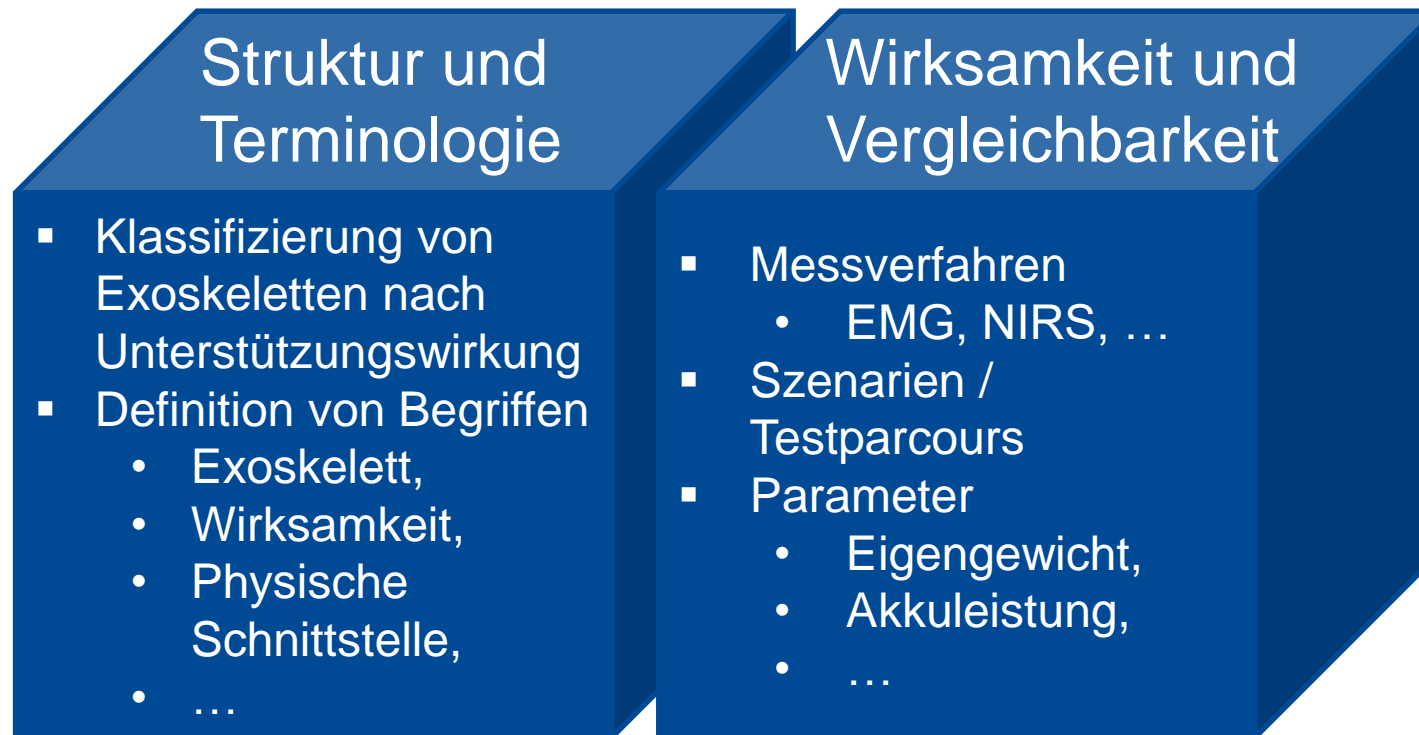 Struktur und
Terminologie
▪ Klassifizierung von
Exoskeletten nach
Unterstützungswirkung
▪ Definition von Begriffen
• Exoskelett,
• Wirksamkeit,
• Physische
Schnittstelle,
• …
Wirksamkeit und
Vergleichbarkeit
▪ Messverfahren
• EMG, NIRS, …
▪ Szenarien /
Testparcours
▪ Parameter
• Eigengewicht,
• Akkuleistung,
• …